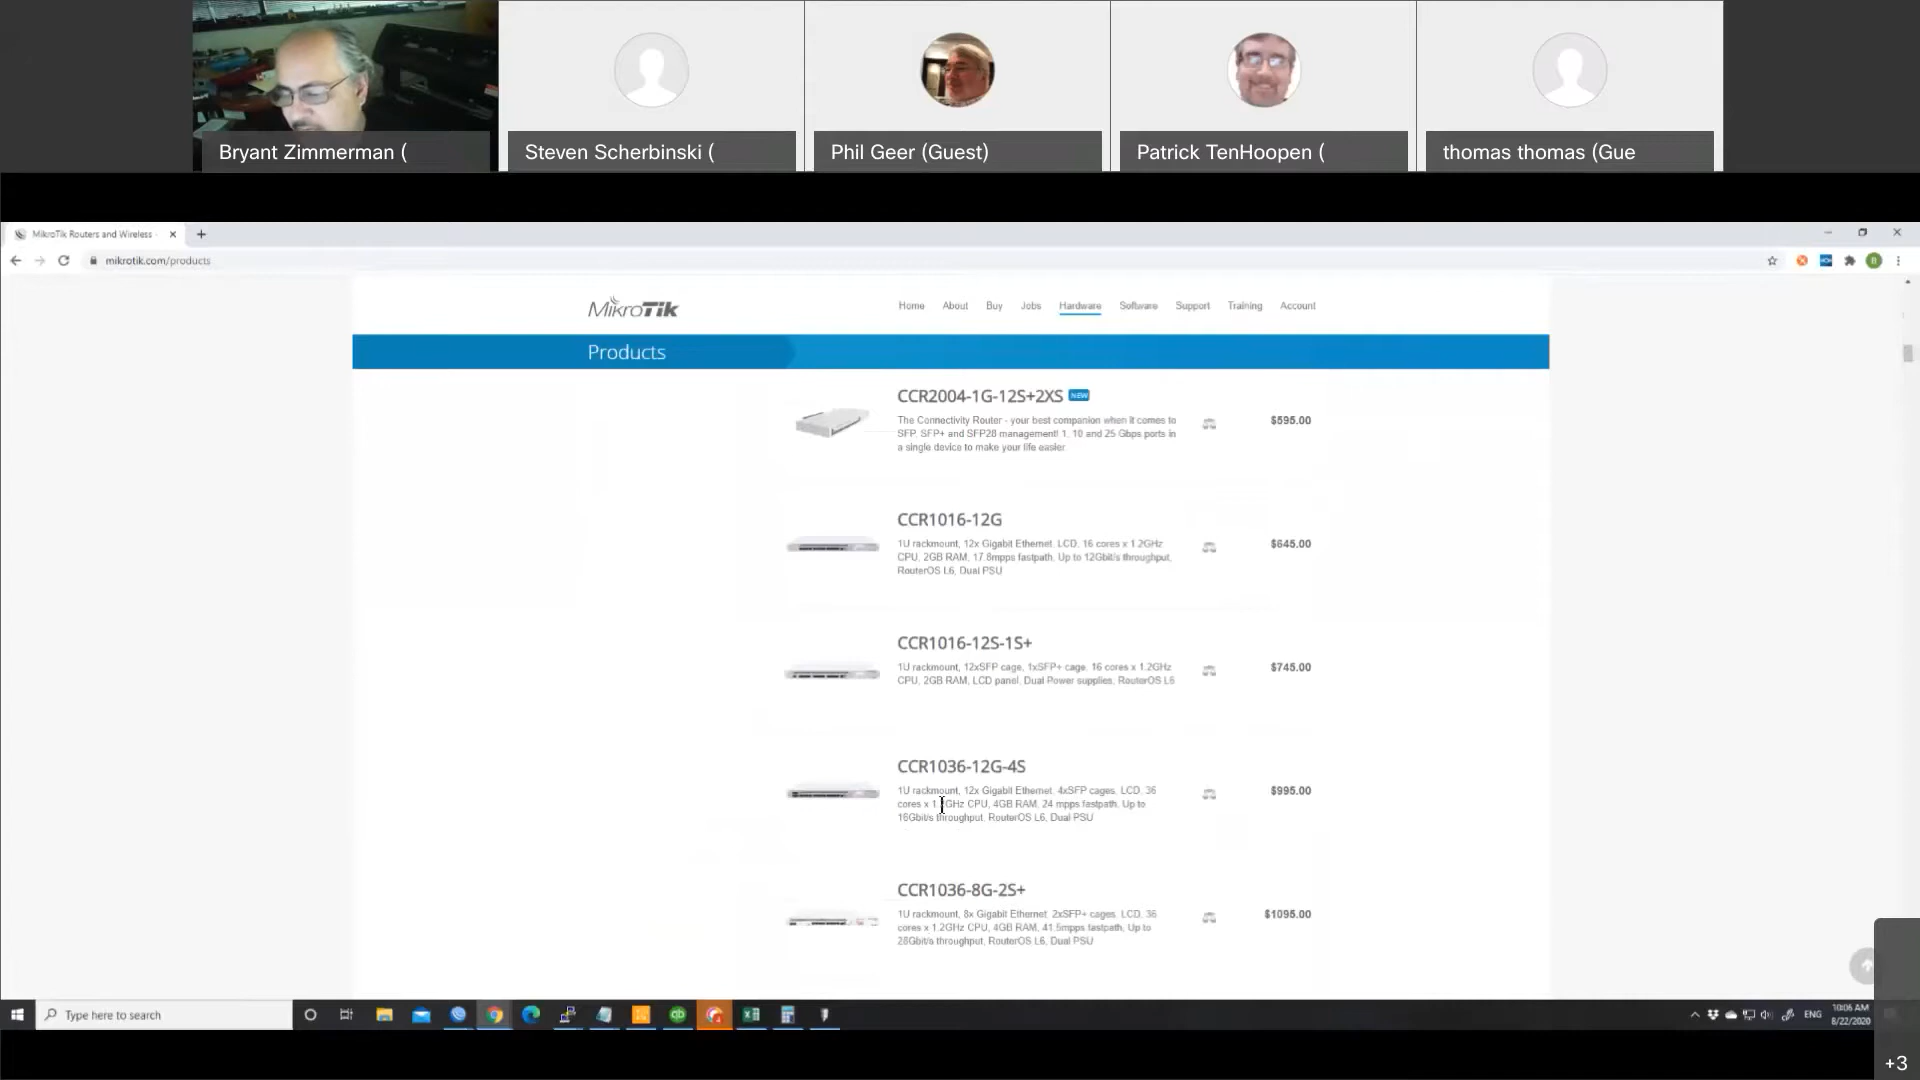 Bryant Zimmerman (
Steven Scherbinski (
Phil Geer (Guest)
Patrick TenHoopen (
thomas thomas (Gue
MikroTik Routers and Wireless
mikrotik.com/products
MikroTik
Home About Buy Jobs Hardware Software Support Training Account
Products
CCR2004-1G-12S+2XS NEW
The Connectivity Router - your best companion when it comes to
SFP, SFP+ and SFP28 management! 1, 10 and 25 Gbps ports in
a single device to make your life easier.
$595.00
CCR1016-12G
1U rackmount, 12x Gigabit Ethernet, LCD, 16 cores x 1.2GHz
CPU, 2GB RAM, 17.8mpps fastpath, Up to 12Gbit/s throughput,
RouterOS L6, Dual PSU
$645.00
CCR1016-12S-1S+
1U rackmount, 12xSFP cage, 1xSFP+ cage, 16 cores x 1.2GHz
CPU, 2GB RAM, LCD panel, Dual Power supplies, RouterOS L6
$745.00
CCR1036-12G-4S
1U rackmount, 12x Gigabit Ethernet, 4xSFP cages, LCD, 36
cores x 1.2GHz CPU, 4GB RAM, 24 mpps fastpath, Up to
16Gbit/s throughput, RouterOS L6, Dual PSU
$995.00
CCR1036-8G-2S+
1U rackmount, 8x Gigabit Ethernet, 2xSFP+ cages, LCD, 36
cores x 1.2GHz CPU, 4GB RAM, 41.5mpps fastpath, Up to
28Gbit/s throughput, RouterOS L6, Dual PSU
$1095.00
Type here to search
ENG
10:06 AM
8/22/2020
+3